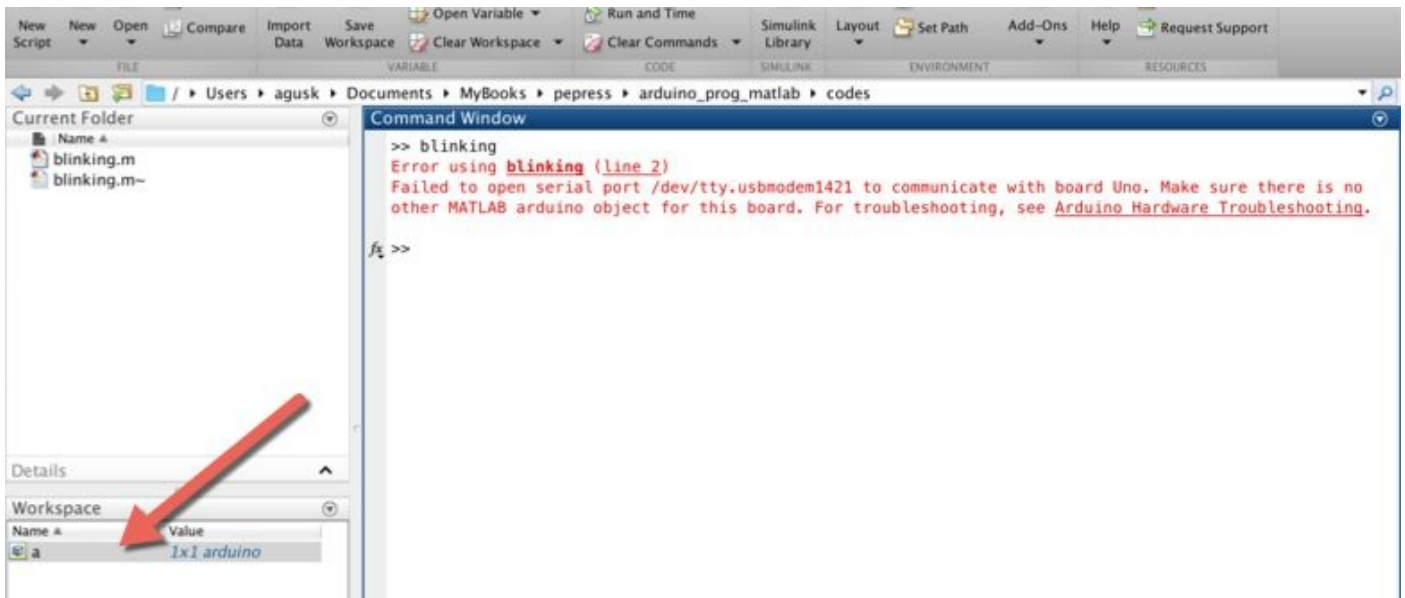 New Script
New
Open
Compare
Import Data
Save Workspace
Open Variable
Clear Workspace
Run and Time
Clear Commands
Simulink Library
Layout
Set Path
Add-Ons
Help
Request Support
FILE
VARIABLE
CODE
SIMULINK
ENVIRONMENT
RESOURCES
/ Users agusk Documents MyBooks pepress arduino_prog_matlab codes
Current Folder
Name
blinking.m
blinking.m~
Details
Workspace
Name Value
a 1x1 arduino
Command Window
>> blinking
Error using blinking (line 2)
Failed to open serial port /dev/tty.usbmodem1421 to communicate with board Uno. Make sure there is no
other MATLAB arduino object for this board. For troubleshooting, see Arduino Hardware Troubleshooting.
fx >>